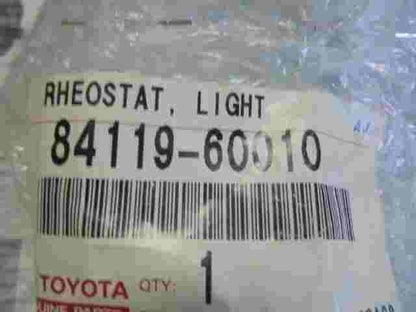 RHEOSTAT, LIGHT
84119-60010
TOYOTA QTY: 1